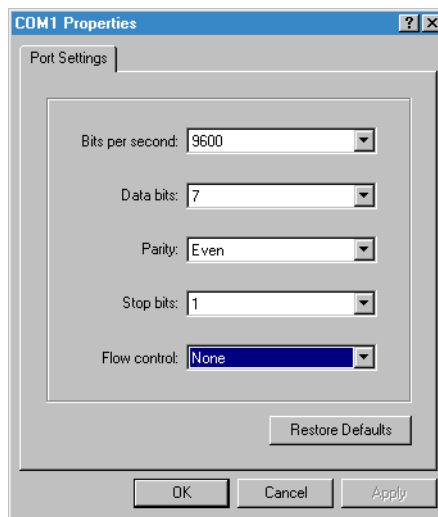 COM1 Properties
Port Settings
Bits per second: 9600
Data bits: 7
Parity: Even
Stop bits: 1
Flow control: None
Restore Defaults
OK Cancel Apply